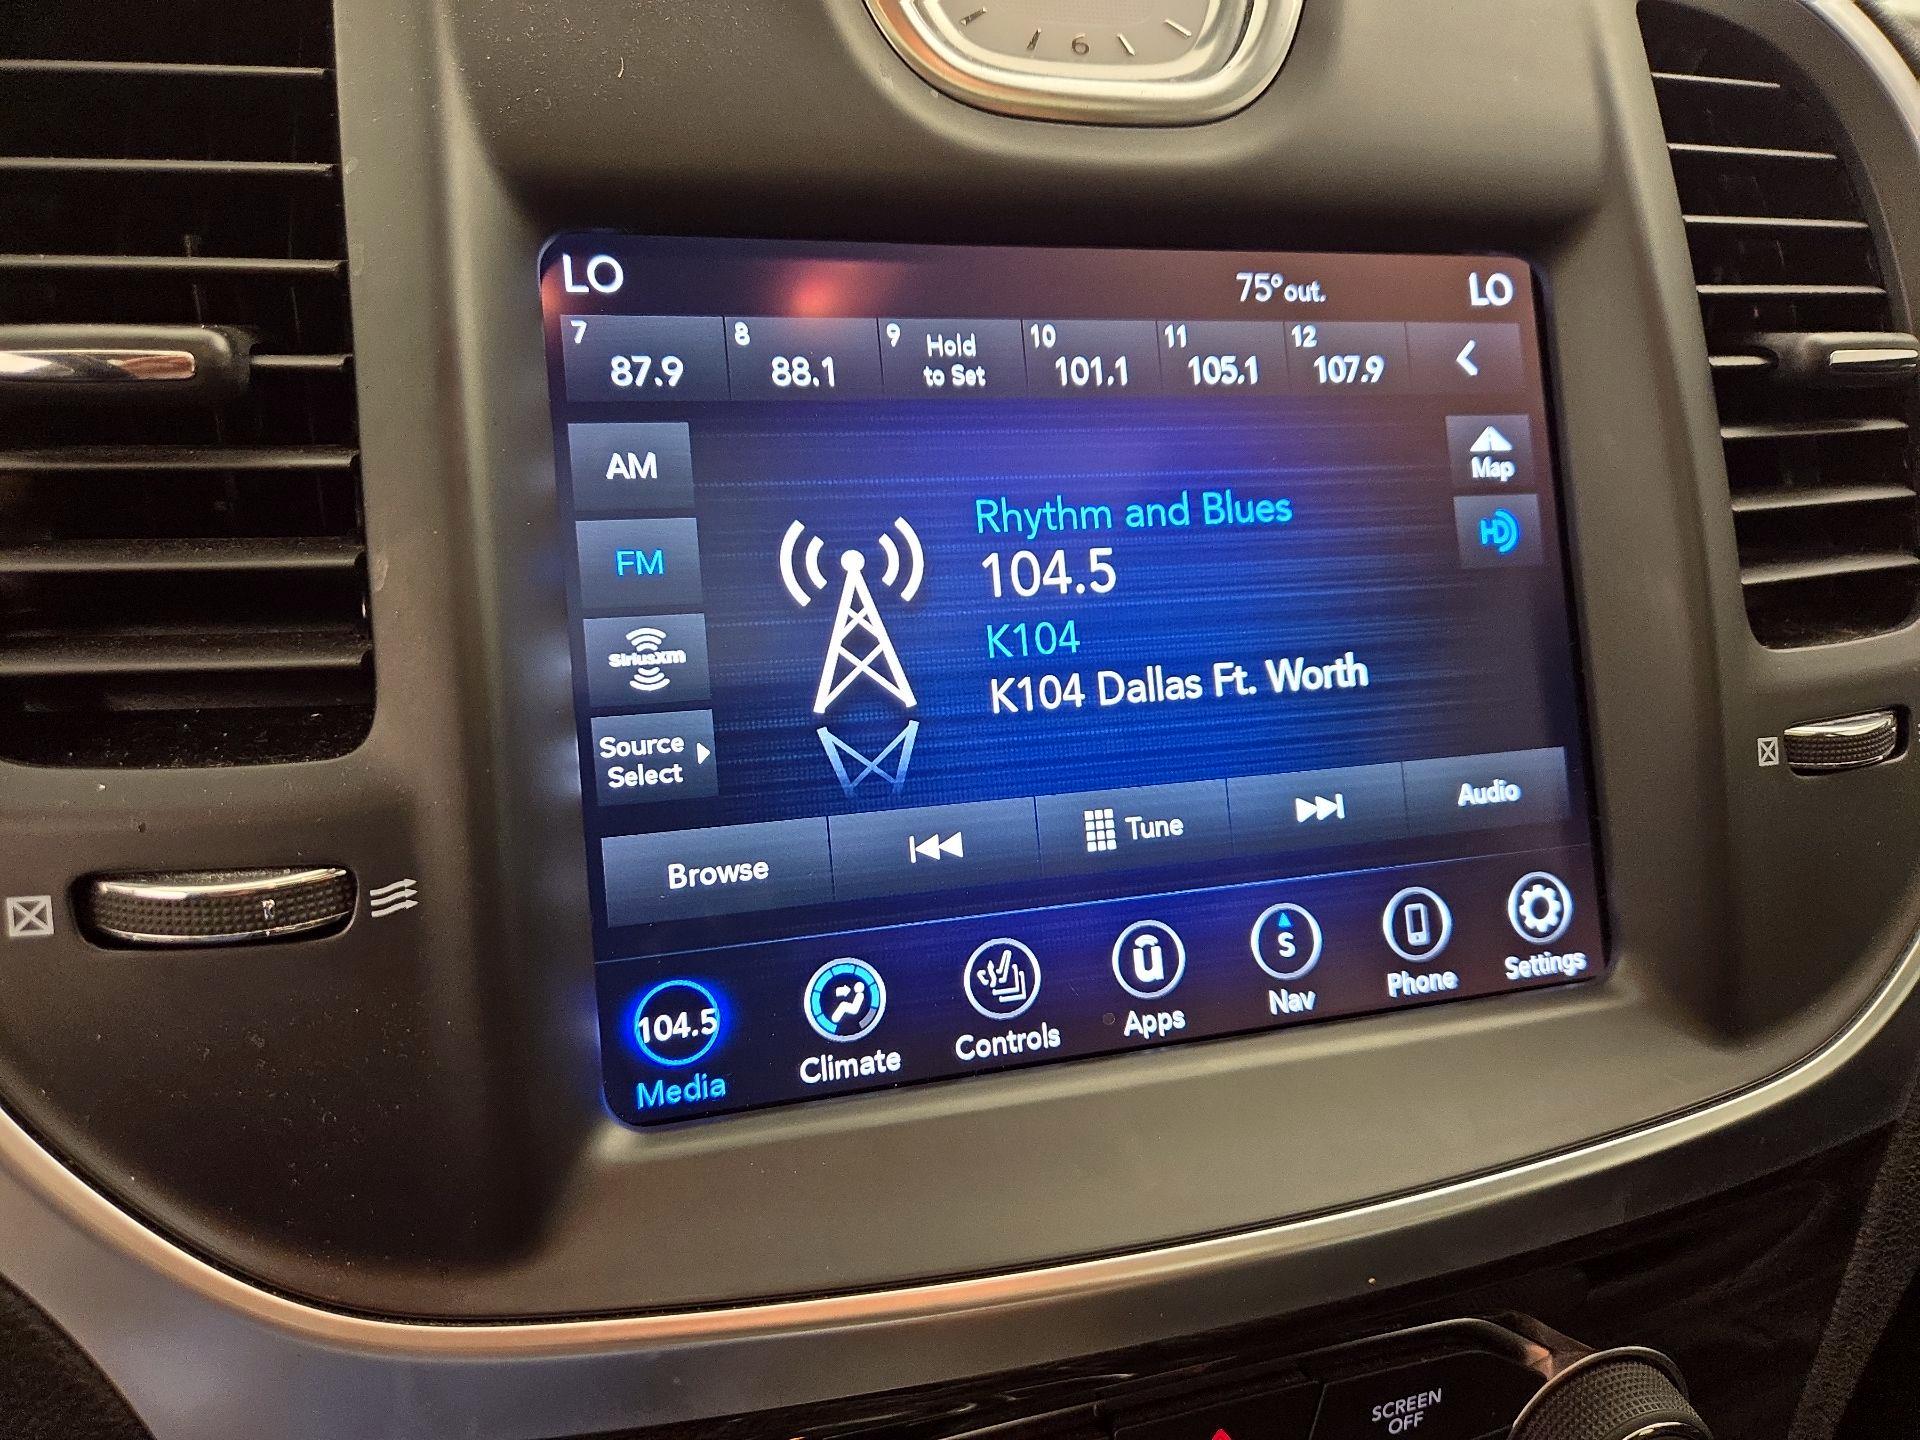 6
LO 75° out. LO
7 87.9
8 88.1
9 Hold to Set
10 101.1
11 105.1
12 107.9
AM
FM
SiriusXM
Source
Select
Rhythm and Blues
104.5
K104
K104 Dallas Ft. Worth
Map
HD
Browse
Tune
Audio
104.5
Media
Climate
Controls
u
Apps
S
Nav
Phone
Settings
SCREEN
OFF